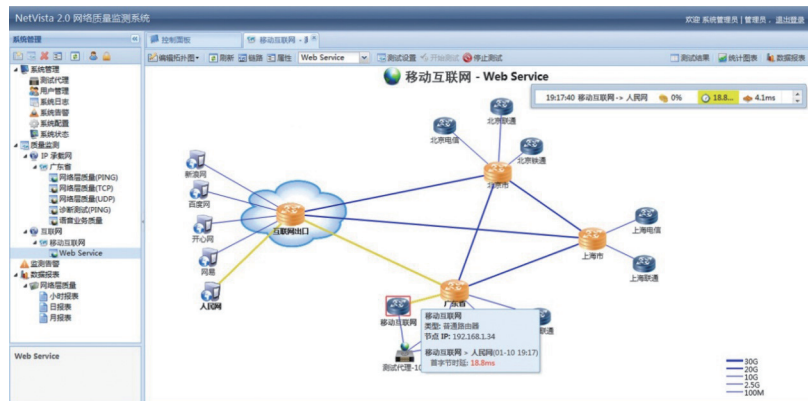 NetVista 2.0 网络质量监测系统
欢迎 系统管理员 | 管理员, 退出登录
系统管理
控制面板
移动互联网 -
编辑拓扑图
刷新
链路
属性
Web Service
测试设置
开始测试
停止测试
测试结果
统计图表
数据报表
系统管理
测试代理
用户管理
系统日志
系统告警
系统配置
系统状态
质量监测
IP 承载网
广东省
网络层质量(PING)
网络层质量(TCP)
网络层质量(UDP)
诊断测试(PING)
语音业务质量
互联网
移动互联网
Web Service
监测告警
数据报表
网络层质量
小时报表
日报表
月报表
Web Service
移动互联网 - Web Service
19:17:40 移动互联网 -> 人民网 0% 18.8... 4.1ms
北京联通
北京电信
北京铁通
北京市
新浪网
百度网
互联网出口
开心网
网易
人民网
上海电信
上海市
上海联通
广东省
移动互联网
联通
测试代理-10
移动互联网
类型: 普通路由器
节点 IP: 192.168.1.34
移动互联网 > 人民网(01-10 19:17)
首字节时延: 18.8ms
30G
20G
10G
2.5G
100M